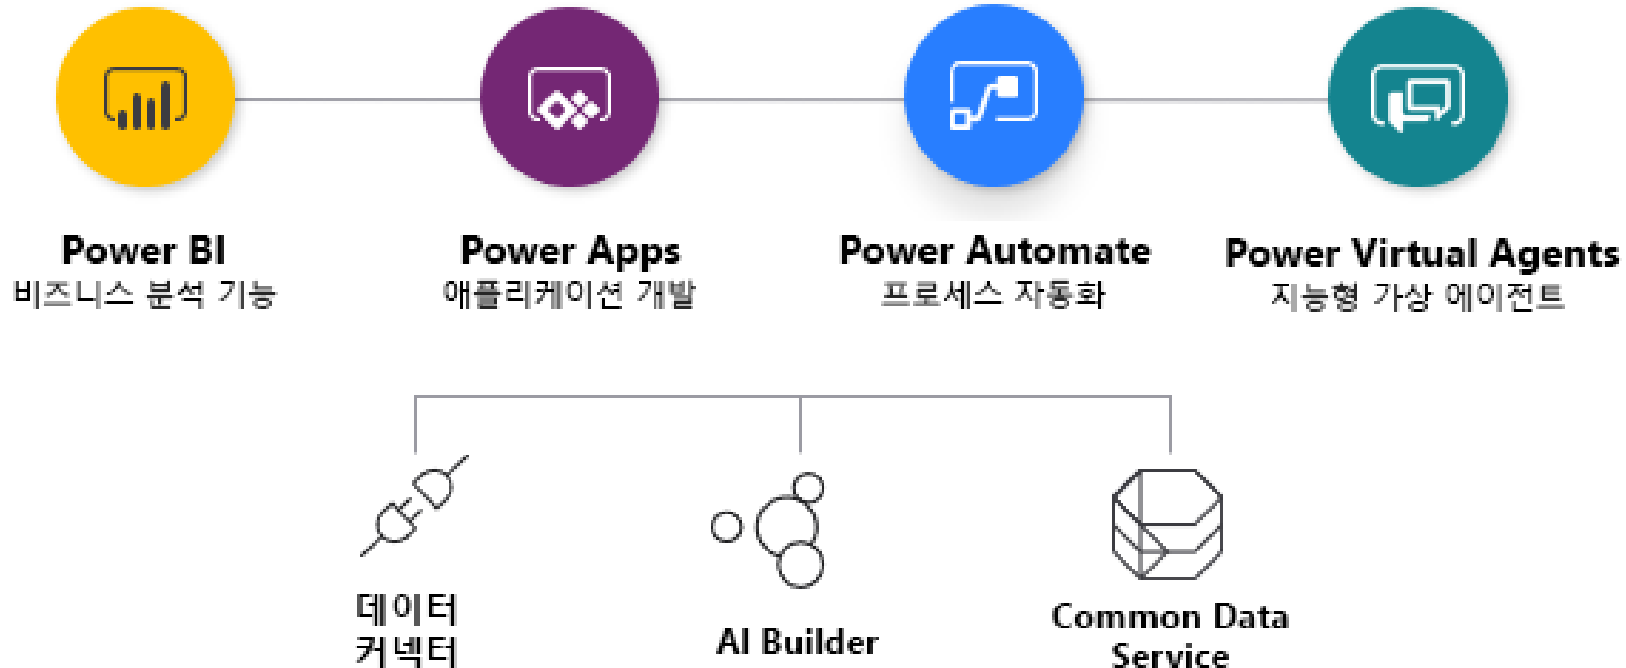 Power BI
비즈니스 분석 기능
Power Apps
애플리케이션 개발
Power Automate
프로세스 자동화
Power Virtual Agents
지능형 가상 에이전트
데이터
커넥터
AI Builder
Common Data
Service